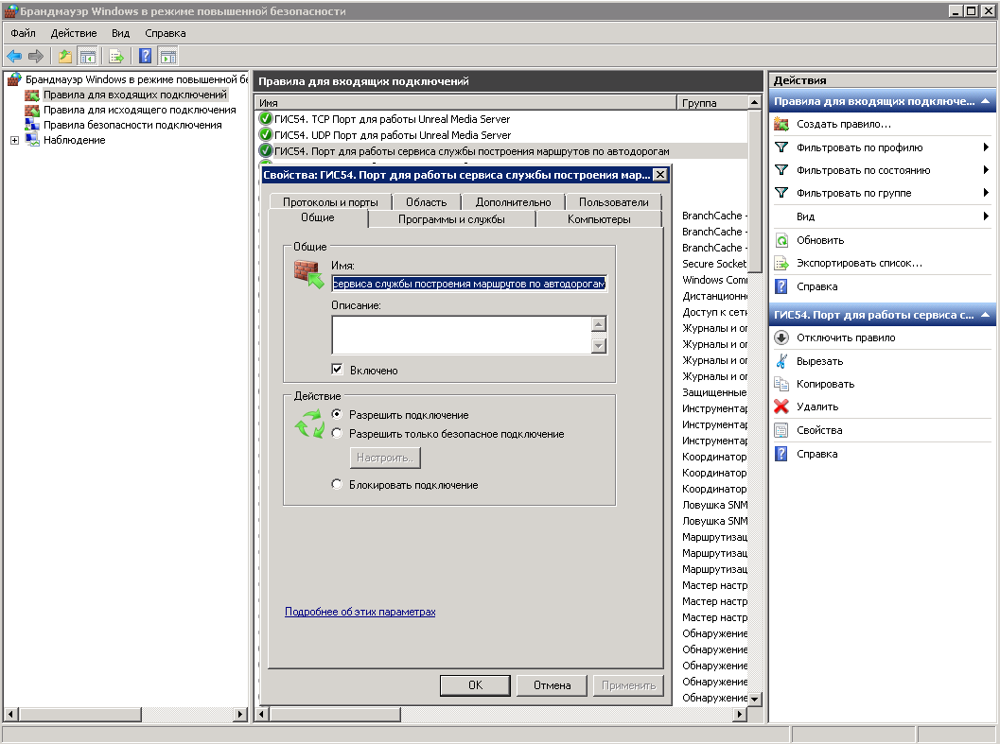 Брандмауэр Windows в режиме повышенной безопасности
Файл Действие Вид Справка
Брандмауэр Windows в режиме повышенной бе
Правила для входящих подключений
Правила для исходящего подключения
Правила безопасности подключения
Наблюдение
Правила для входящих подключений
Имя Группа
ГИС54. TCP Порт для работы Unreal Media Server
ГИС54. UDP Порт для работы Unreal Media Server
ГИС54. Порт для работы сервиса службы построения маршрутов по автодорогам
Свойства: ГИС54. Порт для работы сервиса службы построения мар...
Протоколы и порты Область Дополнительно Пользователи
Общие Программы и службы Компьютеры
Общие
Имя:
сервиса службы построения маршрутов по автодорогам
Описание:
Включено
Действие
Разрешить подключение
Разрешить только безопасное подключение
Настроить..
Блокировать подключение
Подробнее об этих параметрах
ОК Отмена Применить
BranchCache -
BranchCache -
BranchCache -
Secure Socket
Windows Com
Дистанционн
Доступ к сети
Журналы и оп
Журналы и оп
Журналы и оп
Журналы и оп
Защищенные
Инструментар
Инструментар
Инструментар
Координатор
Координатор
Координатор
Ловушка SNM
Ловушка SNM
Маршрутизац
Маршрутизац
Маршрутизац
Мастер настр
Мастер настр
Мастер настр
Обнаружение
Обнаружение
Обнаружение
Обнаружение
Обнаружение
Действия
Правила для входящих подключе...
Создать правило...
Фильтровать по профилю
Фильтровать по состоянию
Фильтровать по группе
Вид
Обновить
Экспортировать список...
Справка
ГИС54. Порт для работы сервиса с...
Отключить правило
Вырезать
Копировать
Удалить
Свойства
Справка